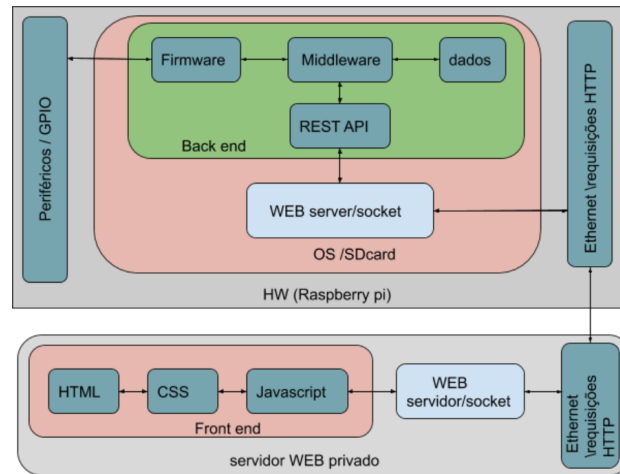 Periféricos / GPIO
Firmware
Middleware
dados
REST API
Back end
WEB server/socket
OS /SDcard
HW (Raspberry pi)
Ethernet \requisições HTTP
HTML
CSS
Javascript
Front end
WEB
servidor/socket
Ethernet
\requisições
HTTP
servidor WEB privado